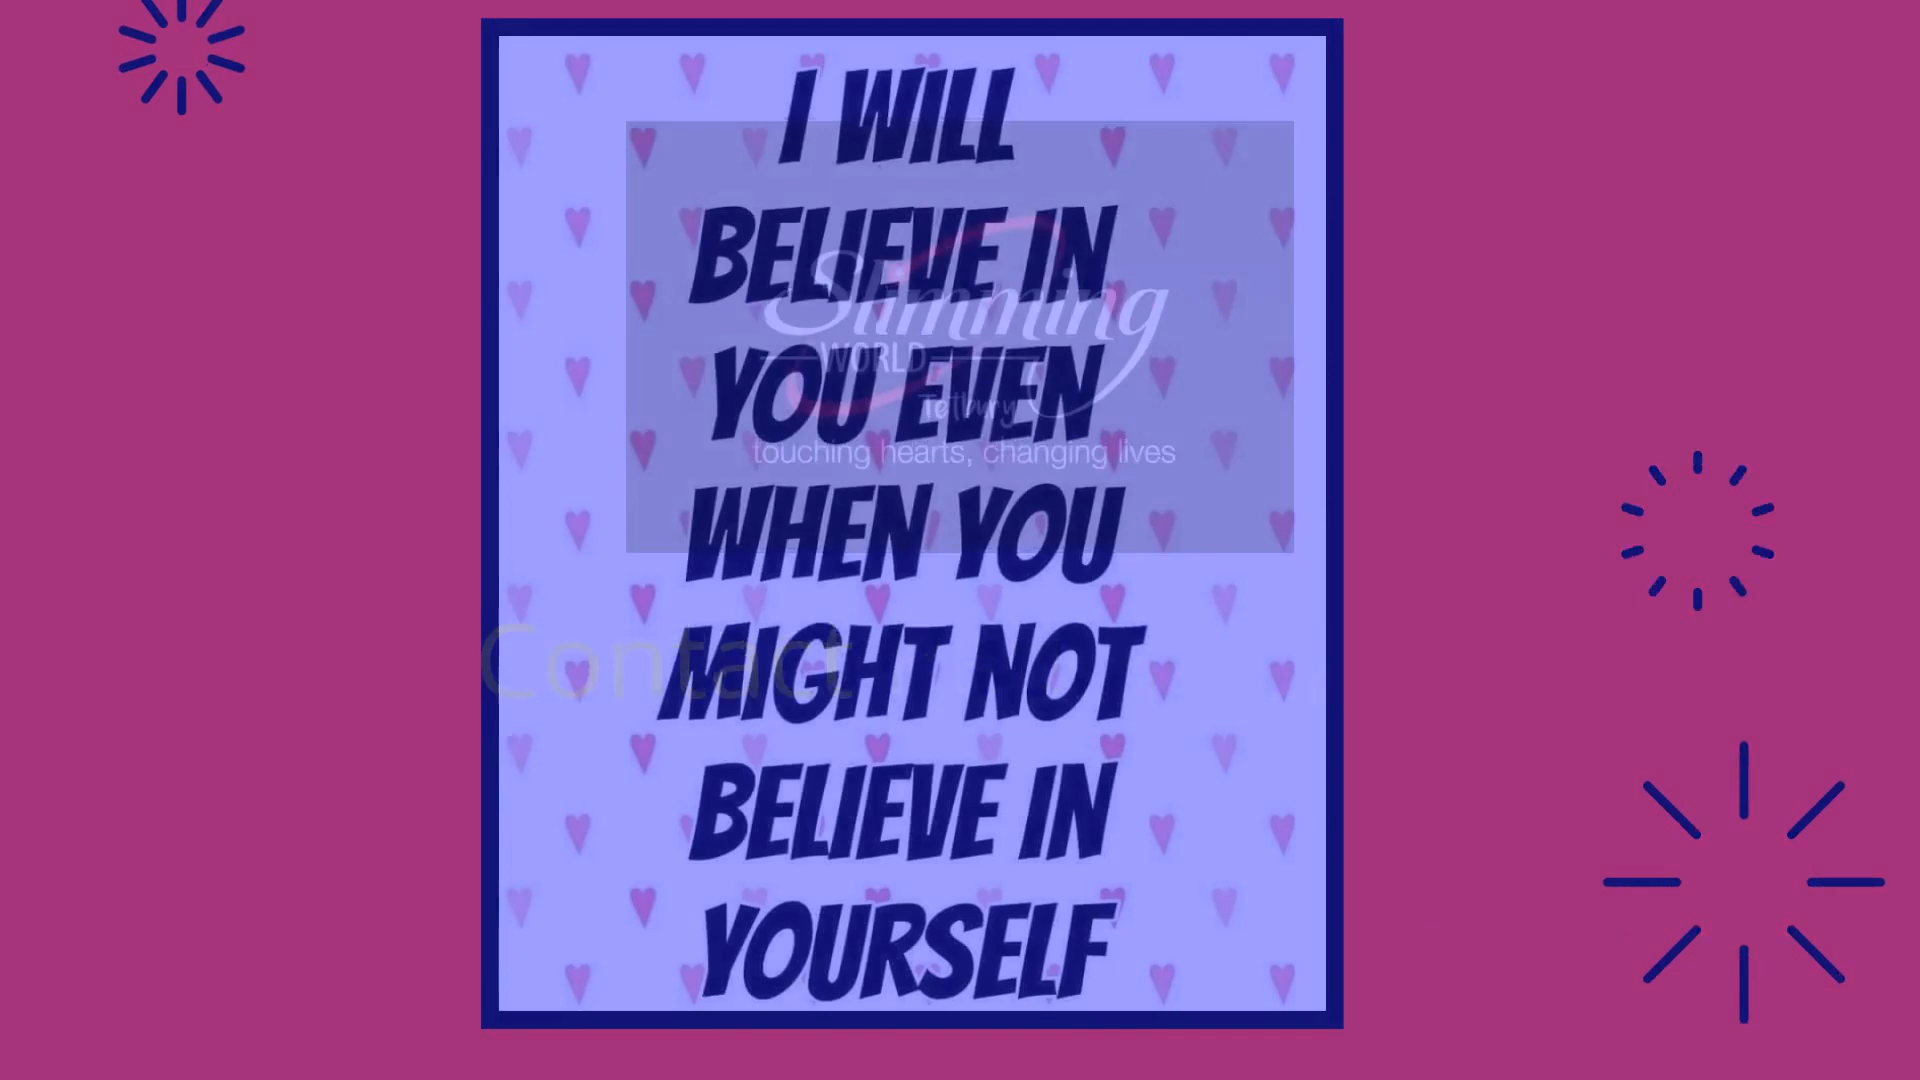 I WILL
BELIEVE IN
YOU EVEN
WHEN YOU
MIGHT NOT
BELIEVE IN
YOURSELF
Slimming
WORLD
Tetbury
touching hearts, changing lives
Contact